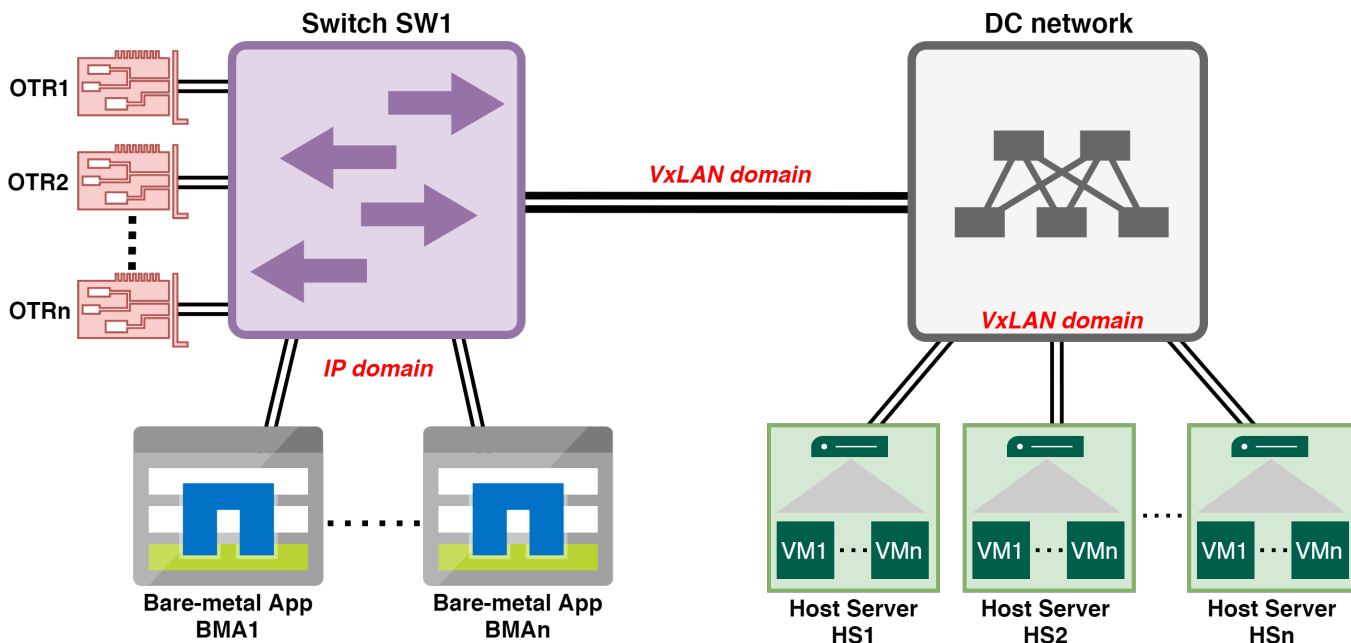 Switch SW1
DC network
OTR1
OTR2
OTRn
VxLAN domain
VxLAN domain
IP domain
VM1
VMn
VM1
VMn
VM1
VMn
Bare-metal App
BMA1
Bare-metal App
BMAn
Host Server
HS1
Host Server
HS2
Host Server
HSn